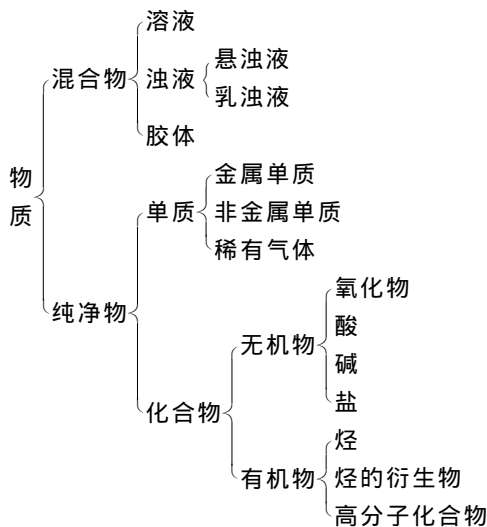 物质
混合物
溶液
浊液
悬浊液
乳浊液
胶体
纯净物
单质
金属单质
非金属单质
稀有气体
化合物
无机物
氧化物
酸
碱
盐
有机物
烃
烃的衍生物
高分子化合物